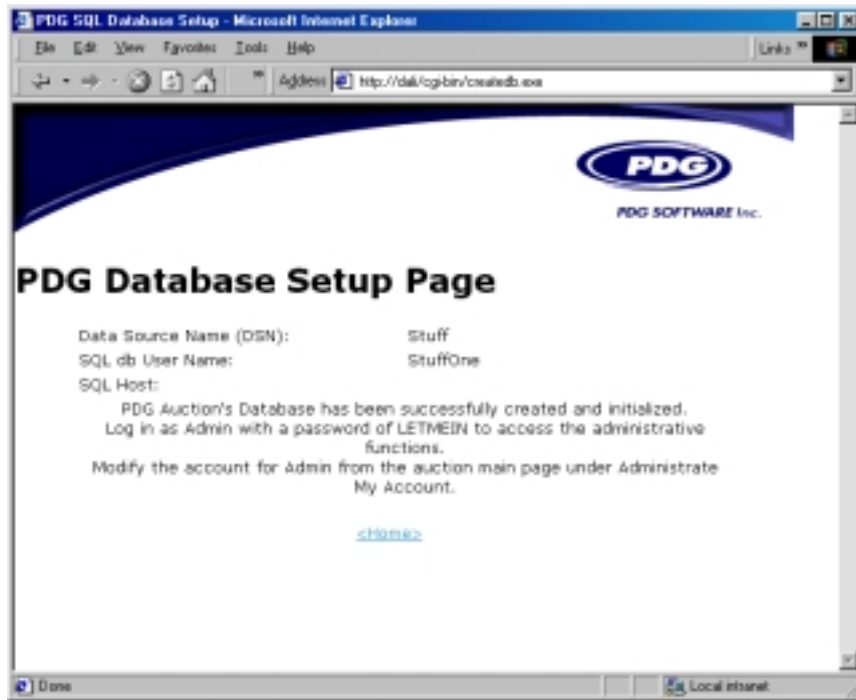 PDG SQL Database Setup - Microsoft Internet Explorer
File Edit View Favorites Tools Help Links »
» Address http://dali/cgi-bin/createdb.exe
PDG
PDG SOFTWARE Inc.
PDG Database Setup Page
Data Source Name (DSN): Stuff
SQL db User Name: StuffOne
SQL Host:
PDG Auction's Database has been successfully created and initialized.
Log in as Admin with a password of LETMEIN to access the administrative
functions.
Modify the account for Admin from the auction main page under Administrate
My Account.
<Home>
Done Local intranet